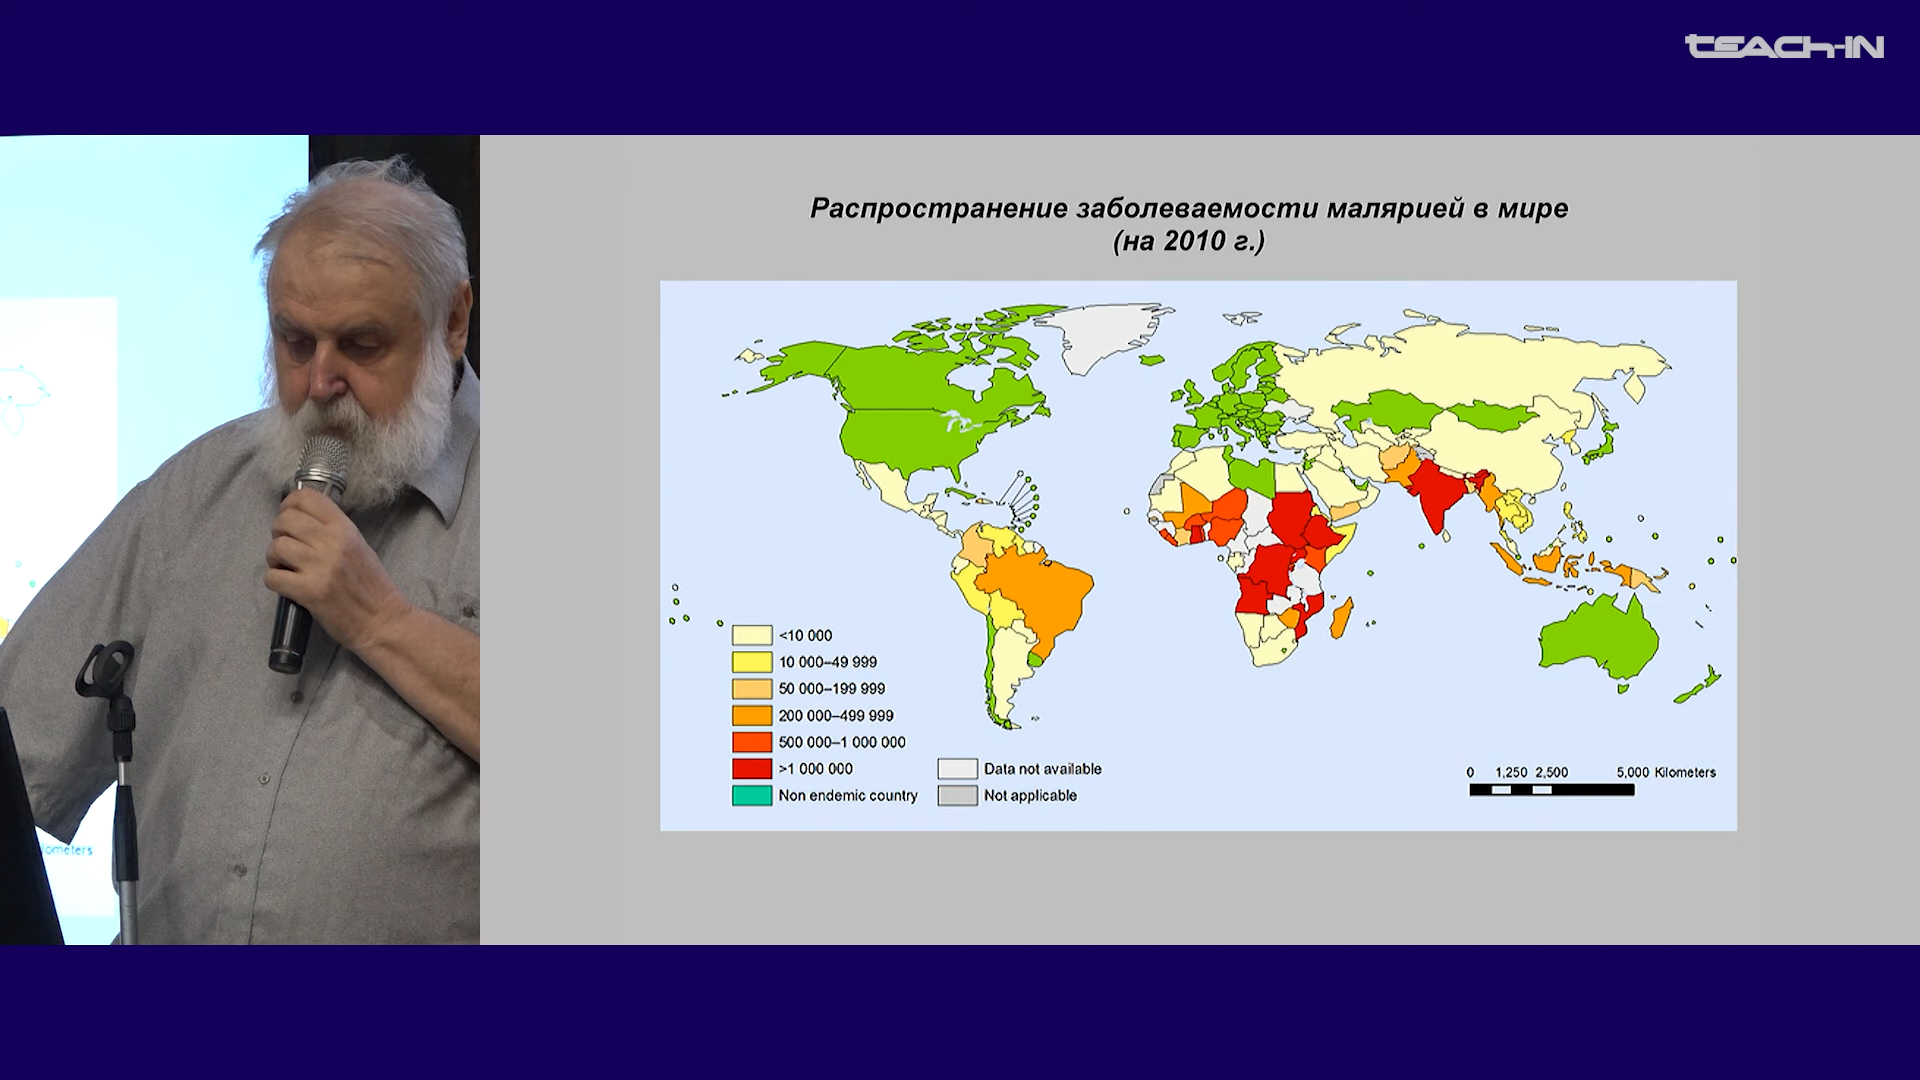 teach-in
Распространение заболеваемости малярией в мире
(на 2010 г.)
<10 000
10 000–49 999
50 000–199 999
200 000–499 999
500 000–1 000 000
>1 000 000
Non endemic country
Data not available
Not applicable
0 1,250 2,500 5,000 Kilometers
lometers